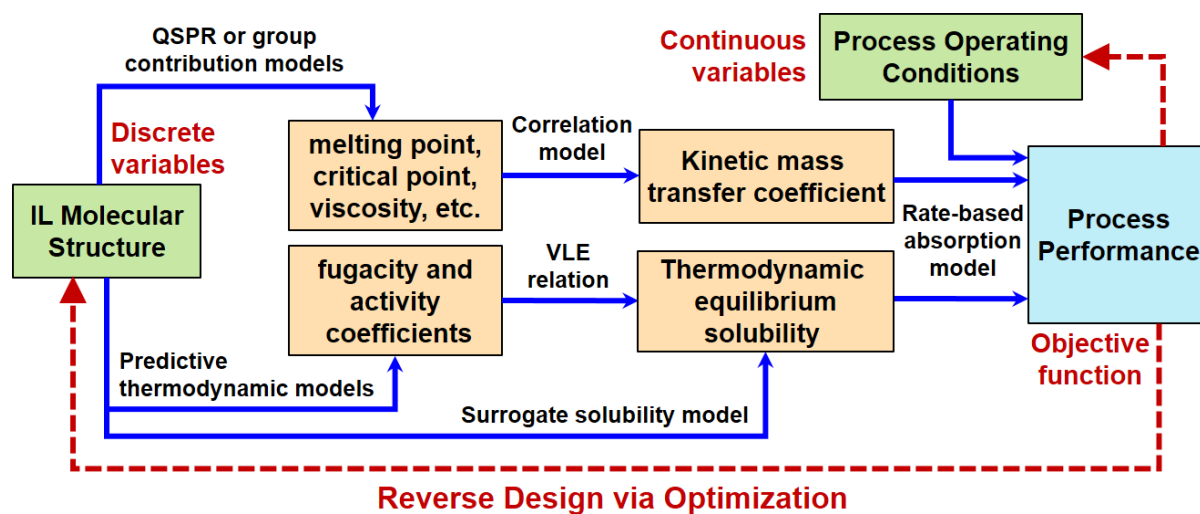 QSPR or group
contribution models
Continuous
variables
Process Operating
Conditions
Discrete
variables
melting point,
critical point,
viscosity, etc.
Correlation
model
Kinetic mass
transfer coefficient
IL Molecular
Structure
Rate-based
absorption
model
Process
Performance
fugacity and
activity
coefficients
VLE
relation
Thermodynamic
equilibrium
solubility
Predictive
thermodynamic models
Surrogate solubility model
Objective
function
Reverse Design via Optimization